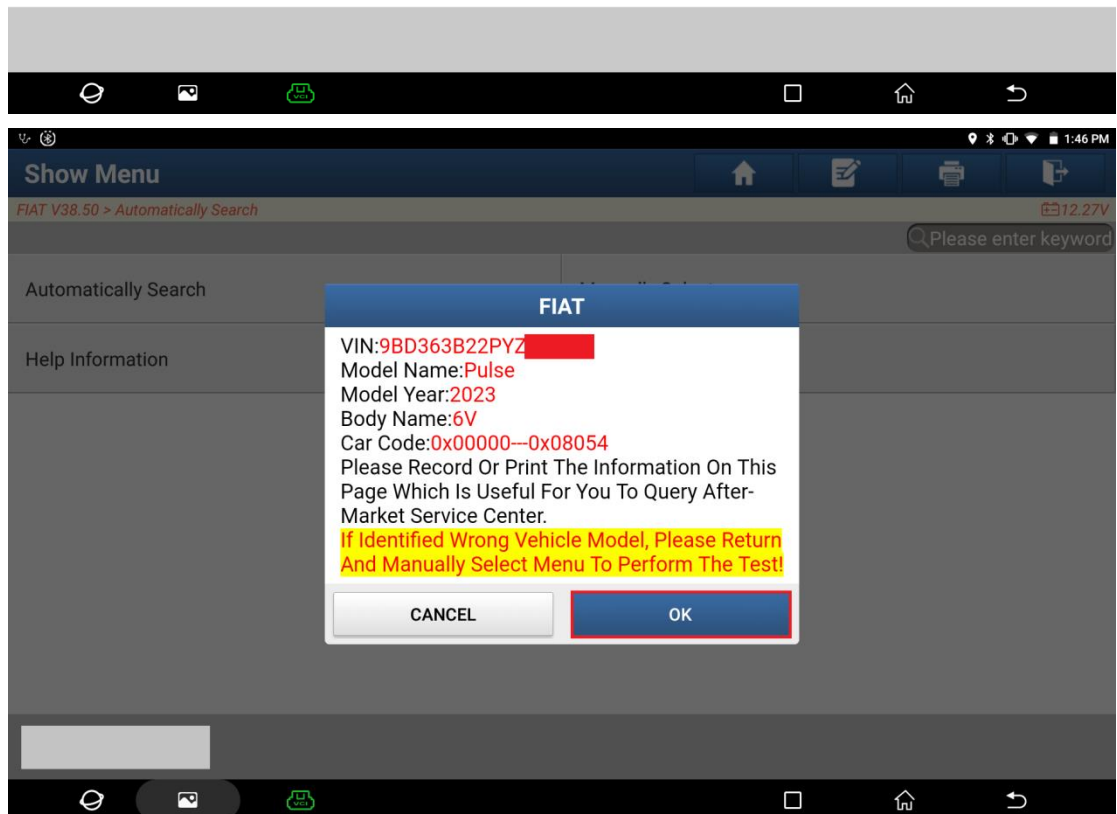 VCI
1:46 PM
Show Menu
FIAT V38.50 > Automatically Search
12.27V
Please enter keyword
Automatically Search
FIAT
VIN:9BD363B22PYZ
Help Information
Model Name:Pulse
Model Year:2023
Body Name:6V
Car Code:0x00000---0x08054
Please Record Or Print The Information On This
Page Which Is Useful For You To Query After-
Market Service Center.
If Identified Wrong Vehicle Model, Please Return
And Manually Select Menu To Perform The Test!
CANCEL
OK
VCI